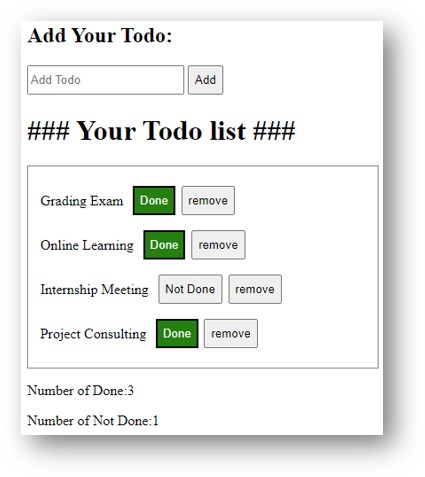 Add Your Todo:
Add Todo Add
### Your Todo list ###
Grading Exam Done remove
Online Learning Done remove
Internship Meeting Not Done remove
Project Consulting Done remove
Number of Done:3
Number of Not Done:1